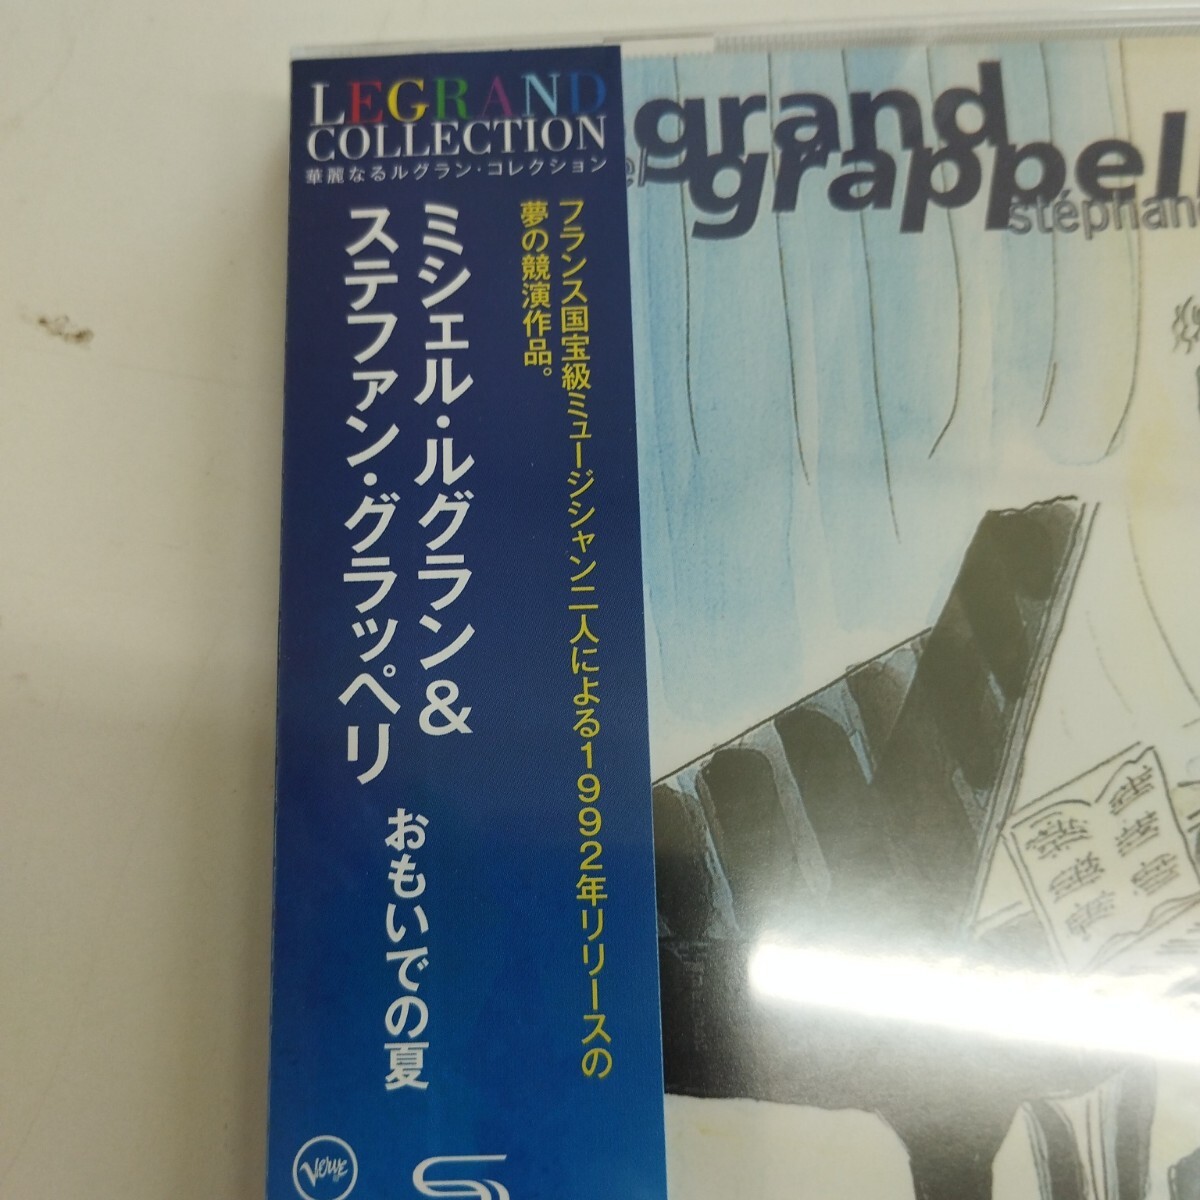 LEGRAND
COLLECTION
華麗なるルグラン・コレクション
フランス国宝級ミュージシャン二人による1992年リリースの
夢の競演作品。
ミシェル・ルグラン&
ステファン・グラッペリ
おもいでの夏
Verve
grand
grappel
stéphan